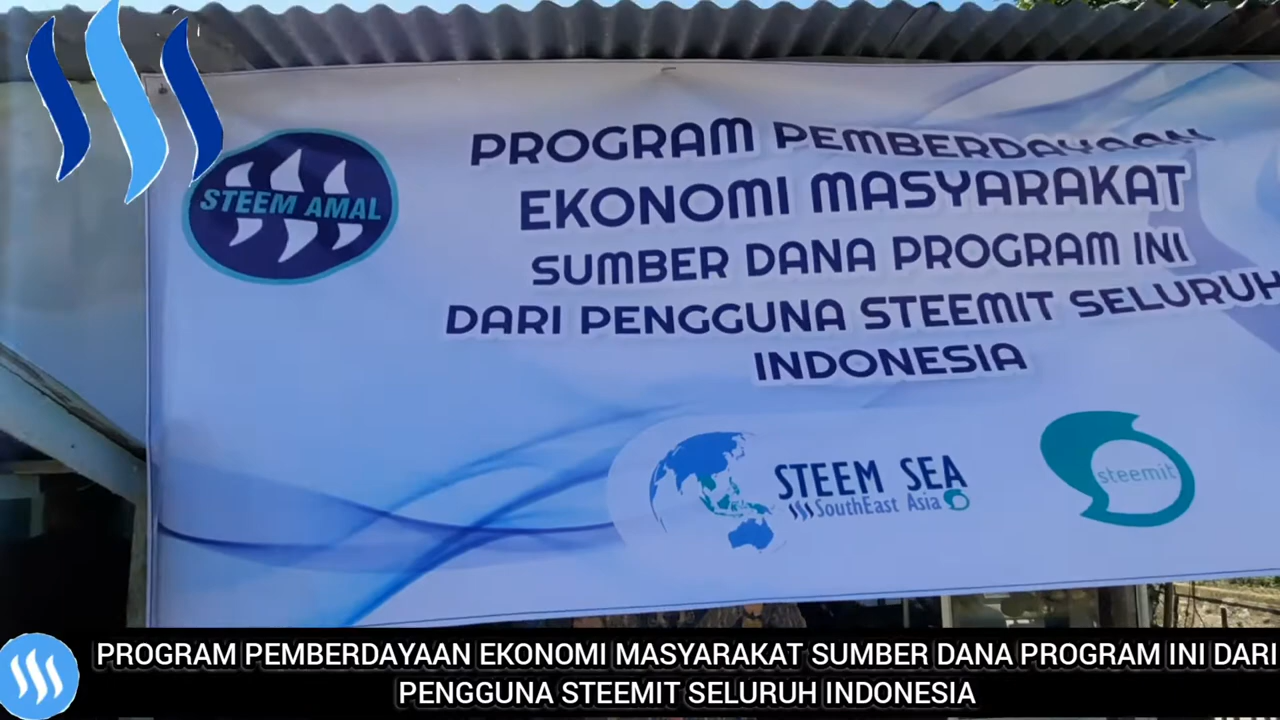 STEEM AMAL
PROGRAM PEMBERDAYAAN
EKONOMI MASYARAKAT
SUMBER DANA PROGRAM INI
DARI PENGGUNA STEEMIT SELURUH
INDONESIA
STEEM SEA
SouthEast Asia
steemit
PROGRAM PEMBERDAYAAN EKONOMI MASYARAKAT SUMBER DANA PROGRAM INI DARI
PENGGUNA STEEMIT SELURUH INDONESIA